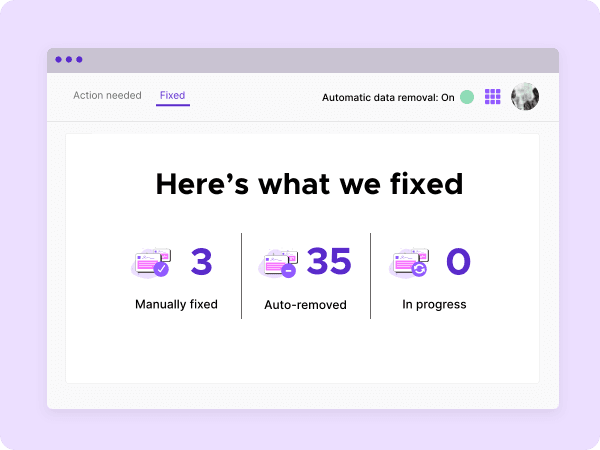 Action needed Fixed Automatic data removal: On
Here's what we fixed
3 35 0
Manually fixed Auto-removed In progress